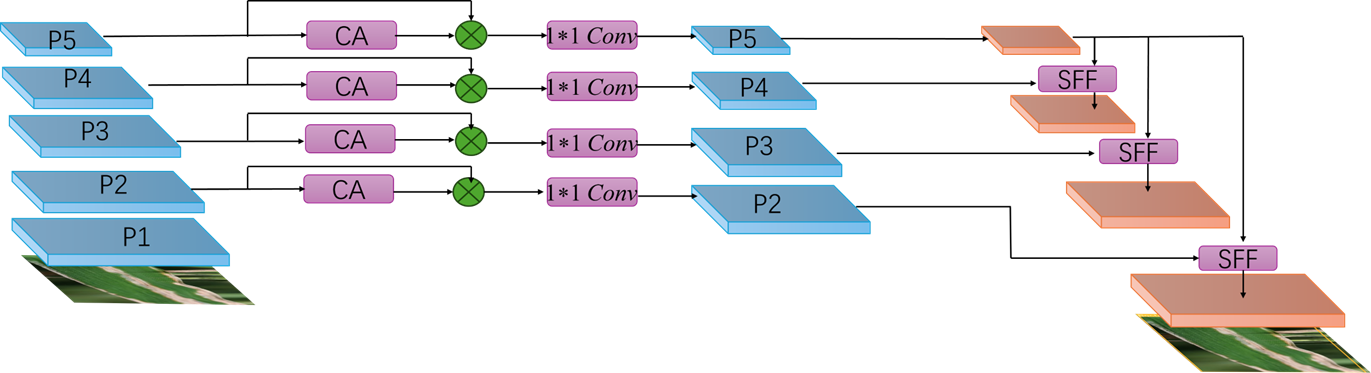 P5 CA 1*1 Conv P5
P4 CA 1*1 Conv P4 SFF
P3 CA 1*1 Conv P3 SFF
P2 CA 1*1 Conv P2
P1 SFF